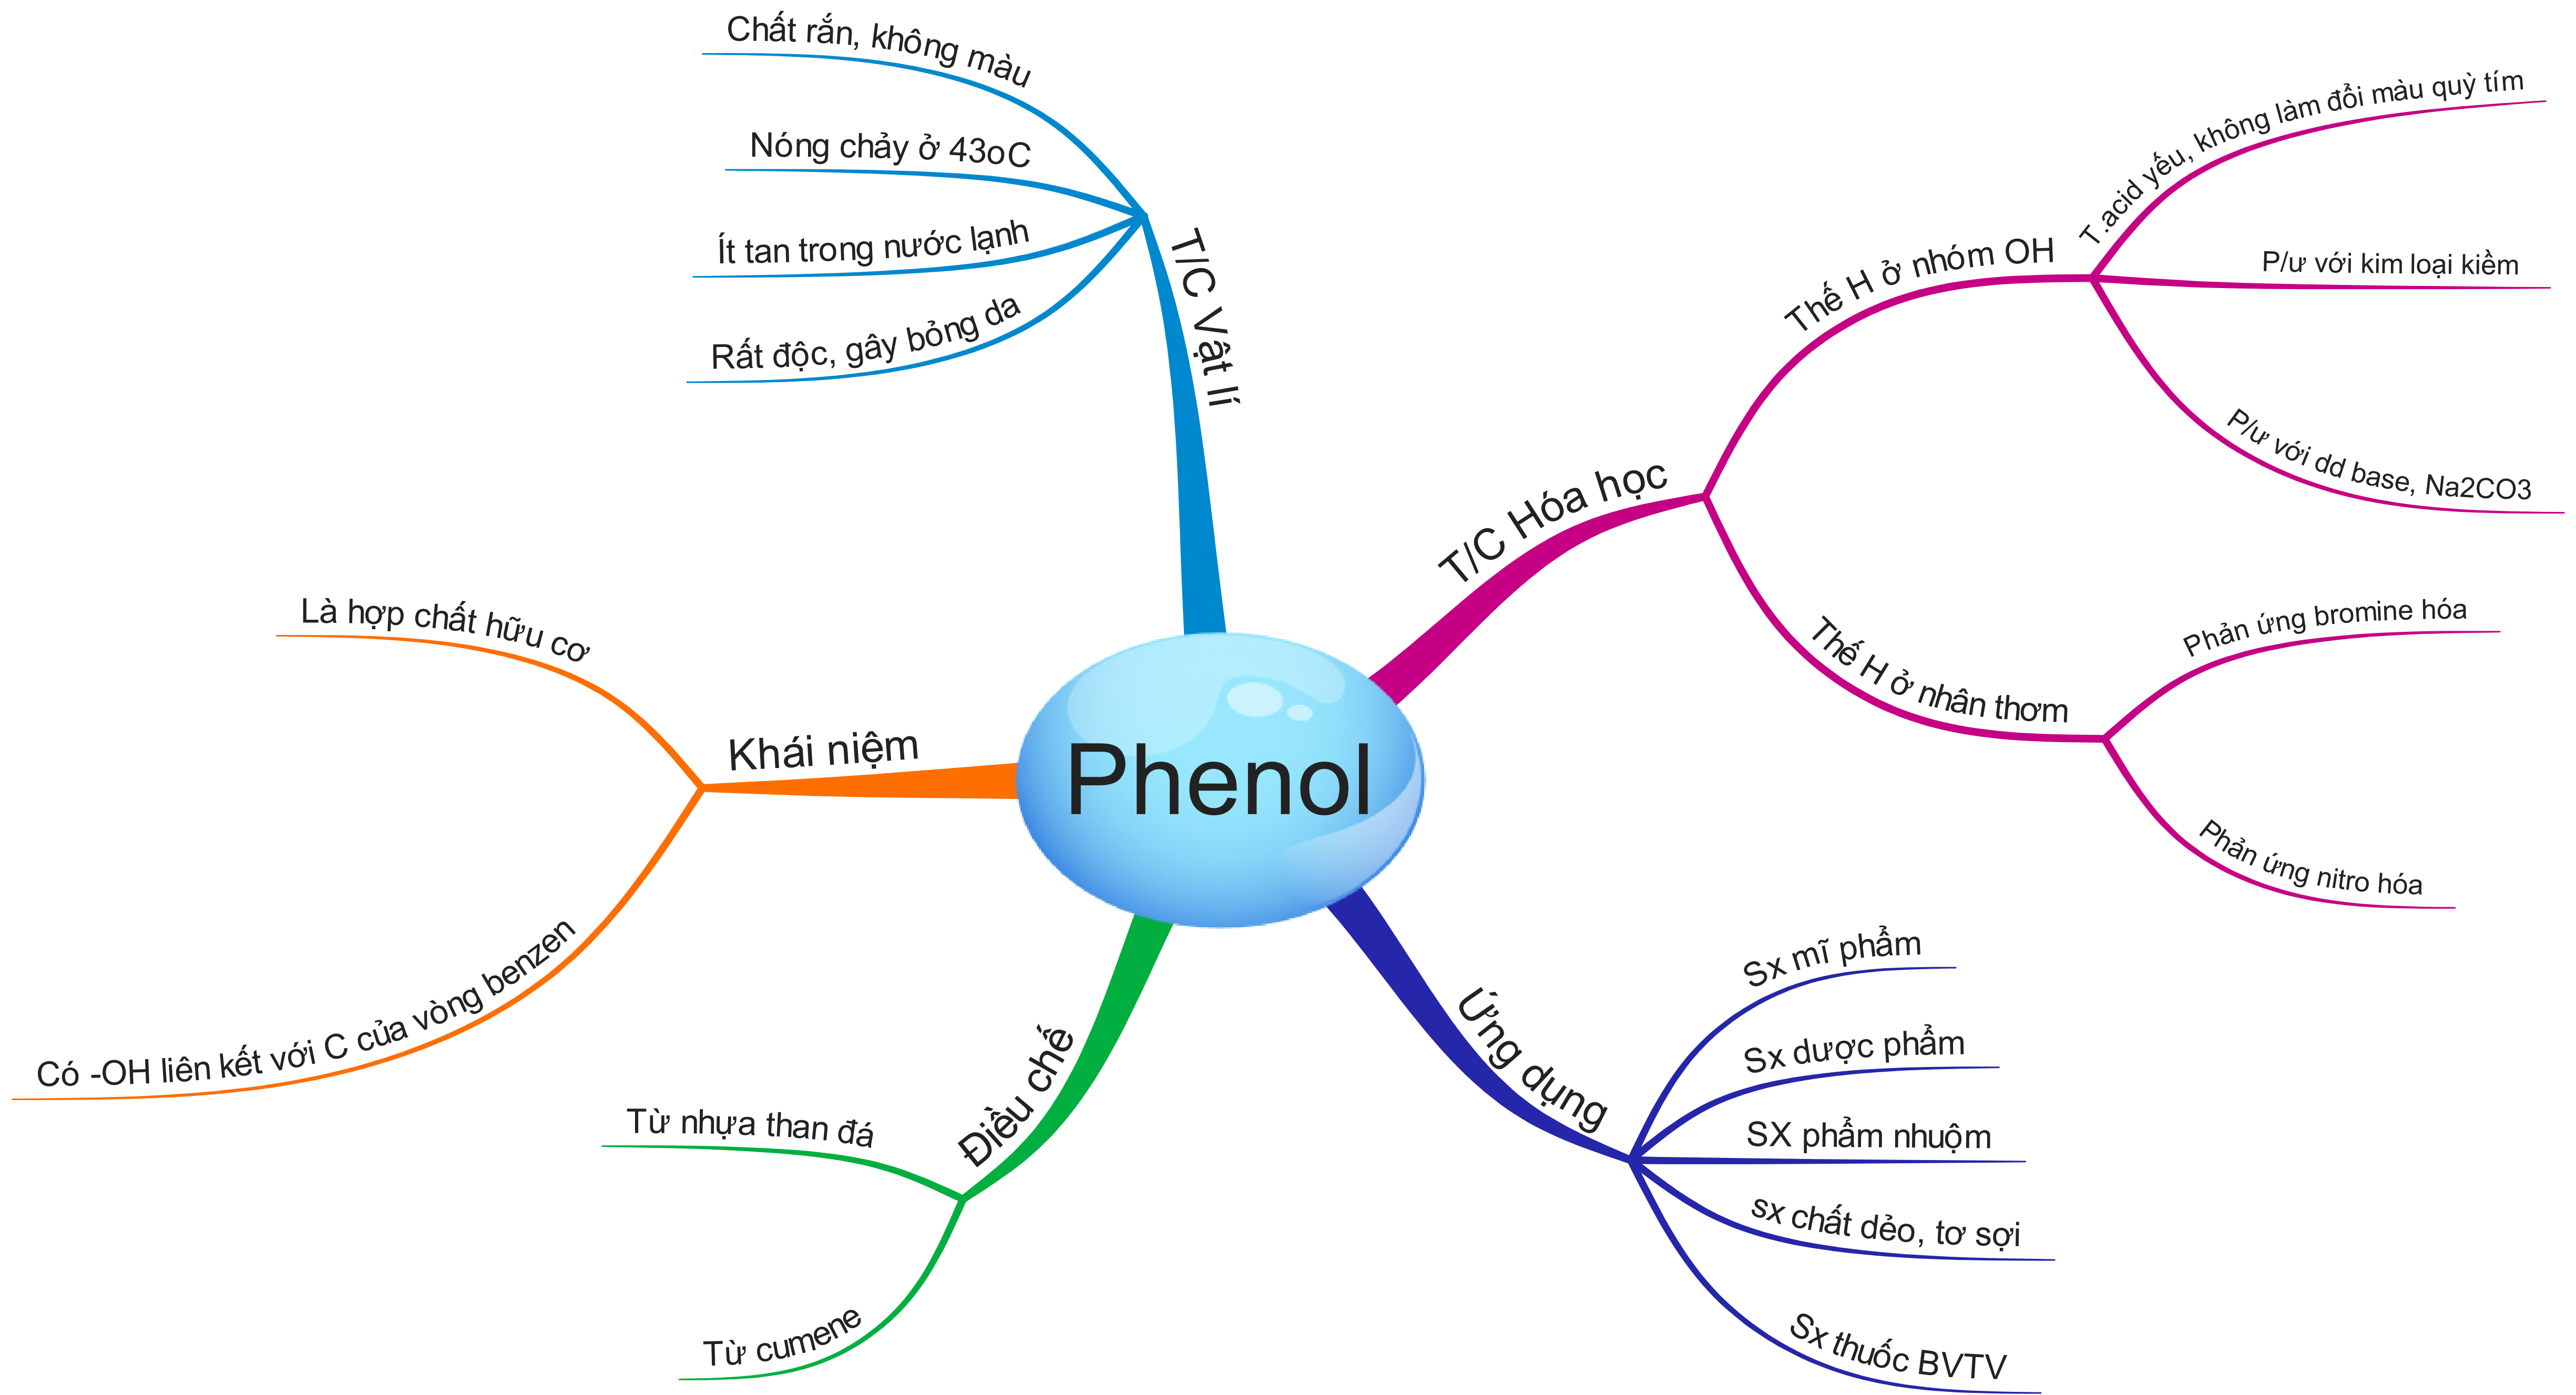 Phenol
T/C Vật lí
Chất rắn, không màu
Nóng chảy ở 43oC
Ít tan trong nước lạnh
Rất độc, gây bỏng da
T/C Hóa học
Thế H ở nhóm OH
T.acid yếu, không làm đổi màu quỳ tím
P/ư với kim loại kiềm
P/ư với dd base, Na2CO3
Thế H ở nhân thơm
Phản ứng bromine hóa
Phản ứng nitro hóa
Khái niệm
Là hợp chất hữu cơ
Có -OH liên kết với C của vòng benzen
Điều chế
Từ nhựa than đá
Từ cumene
Ứng dụng
Sx mĩ phẩm
Sx dược phẩm
SX phẩm nhuộm
sx chất dẻo, tơ sợi
Sx thuốc BVTV